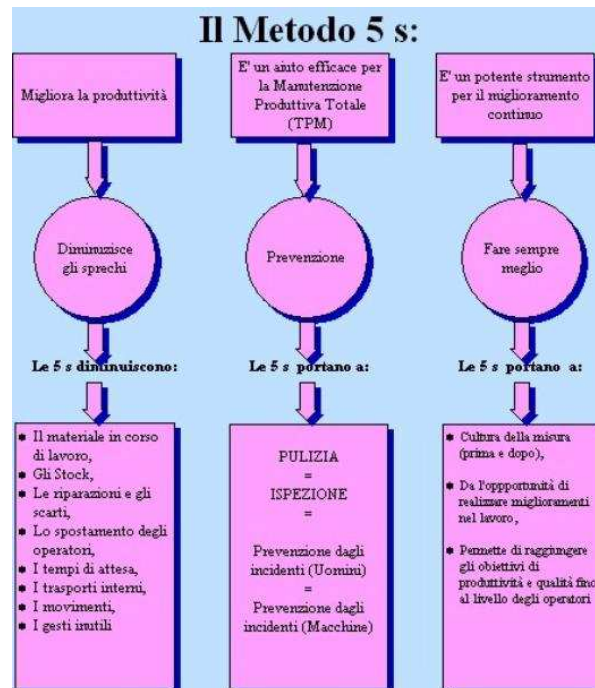 Il Metodo 5 s:
Migliora la produttività
Diminuzisce
gli sprechi
Le 5 s diminuiscono:
Il materiale in corso
di lavoro,
Gli Stock,
Le riparazioni e gli
scarti,
Lo spostamento degli
operatori,
I tempi di attesa,
I trasporti interni,
I movimenti,
I gesti inutili
E' un aiuto efficace per
la Manutenzione
Produttiva Totale
(TPM)
Prevenzione
Le 5 s portano a:
PULIZIA
=
ISPEZIONE
=
Prevenzione dagli
incidenti (Uomini)
=
Prevenzione dagli
incidenti (Macchine)
E' un potente strumento
per il miglioramento
continuo
Fare sempre
meglio
Le 5 s portano a:
Cultura della misura
(prima e dopo),
Da l'oppportunità di
realizzare miglioramenti
nel lavoro,
Permette di raggiungere
gli obiettivi di
produttività e qualità fino
al livello degli operatori